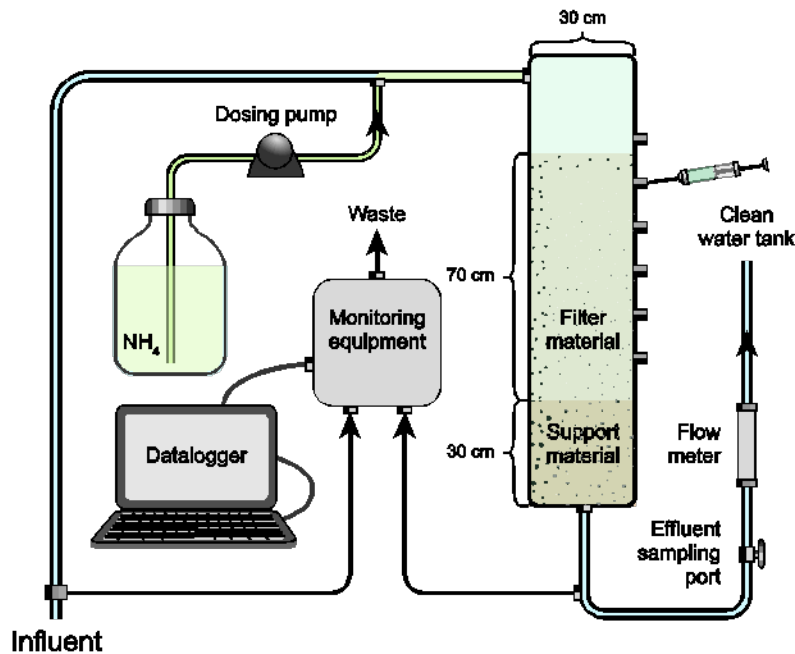 30 cm
Dosing pump
Waste
Clean
water tank
70 cm
NH4
Monitoring
equipment
Filter
material
Datalogger
30 cm
Support
material
Flow
meter
Effluent
sampling
port
Influent